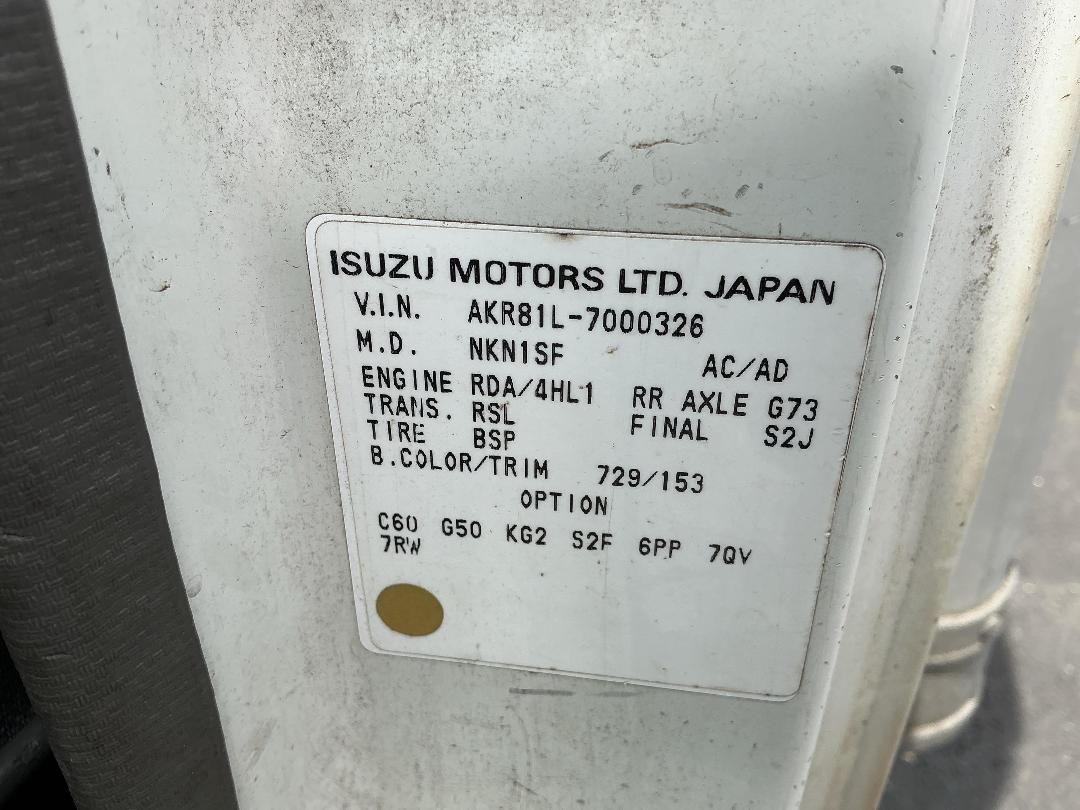 ISUZU MOTORS LTD. JAPAN
V.I.N. AKR81L-7000326
M.D. NKN1SF AC/AD
ENGINE RDA/4HL1 RR AXLE G73
TRANS. RSL FINAL S2J
TIRE BSP
B.COLOR/TRIM 729/153
OPTION
C60 G50 KG2 S2F 6PP 7QV
7RW